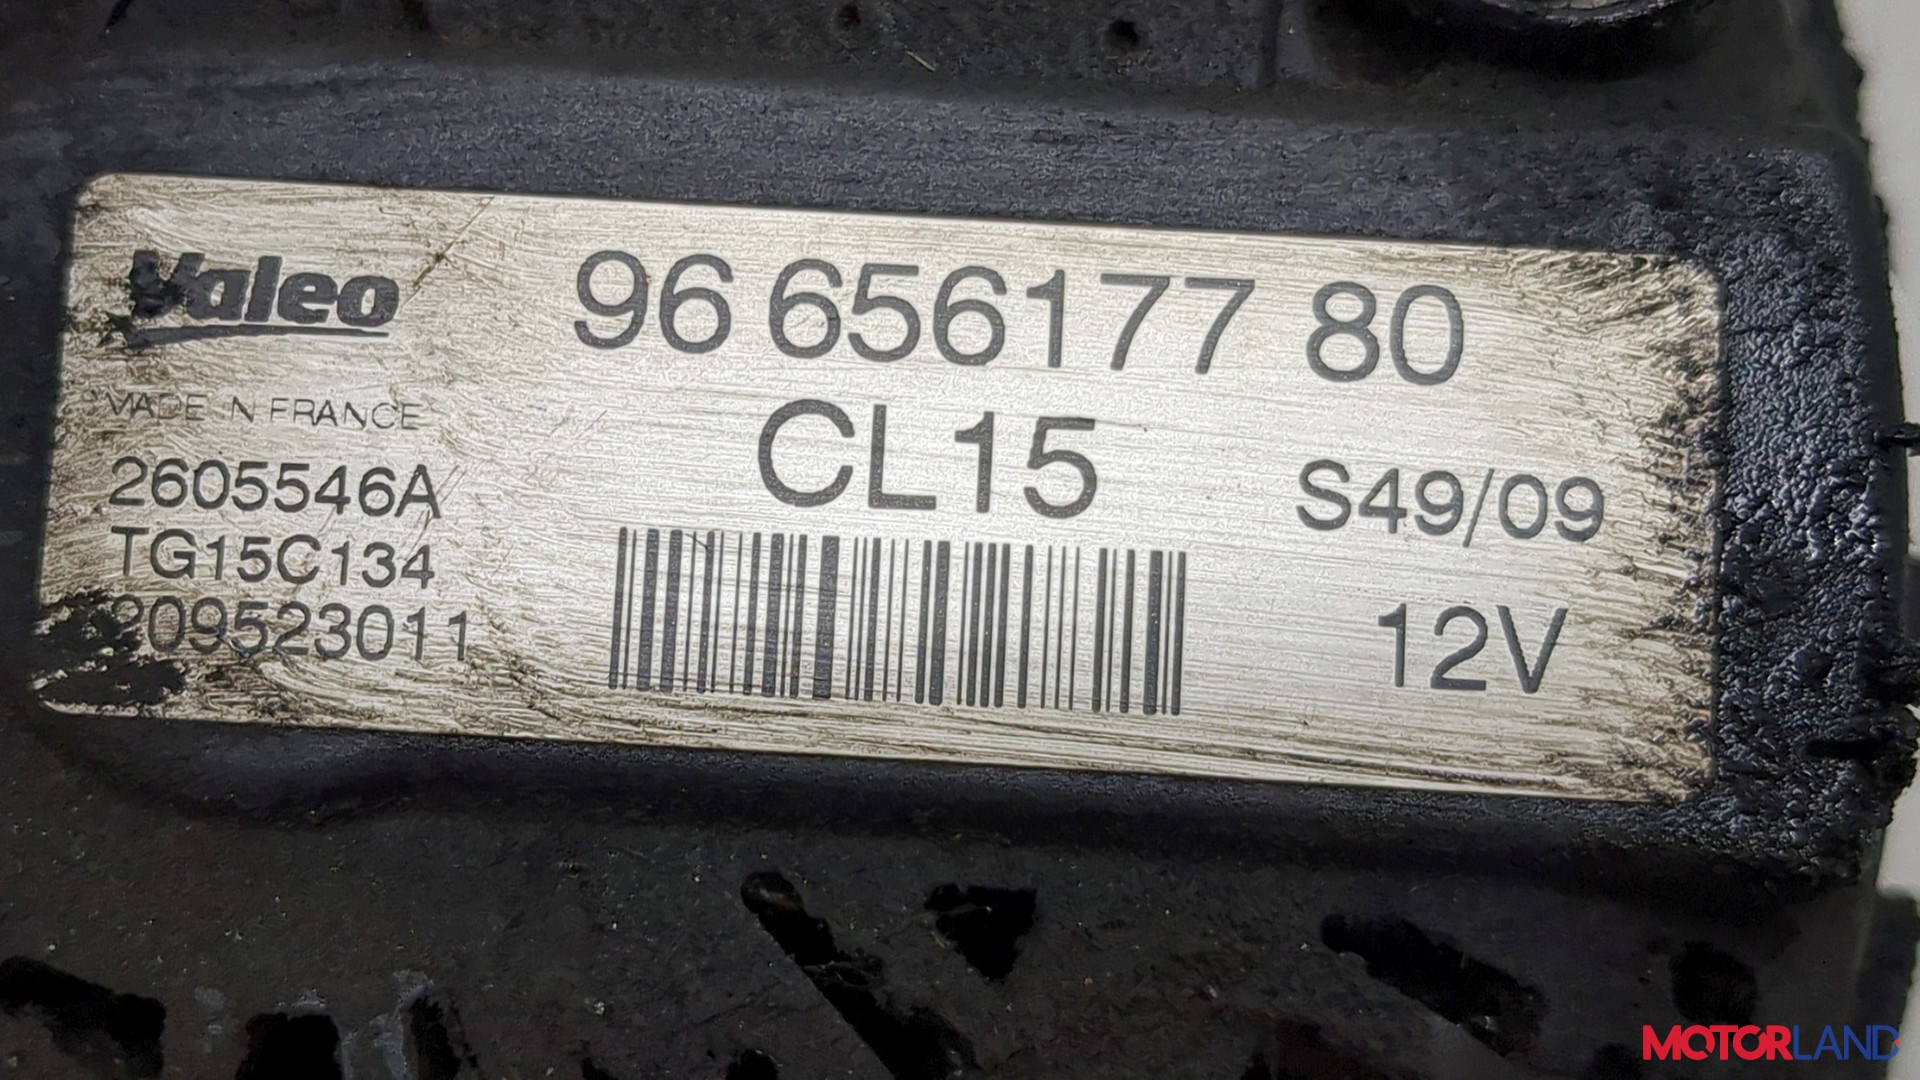 Valeo
96 656177 80
MADE IN FRANCE
CL15
2605546A
S49/09
TG15C134
209523011
12V
MOTORLAND